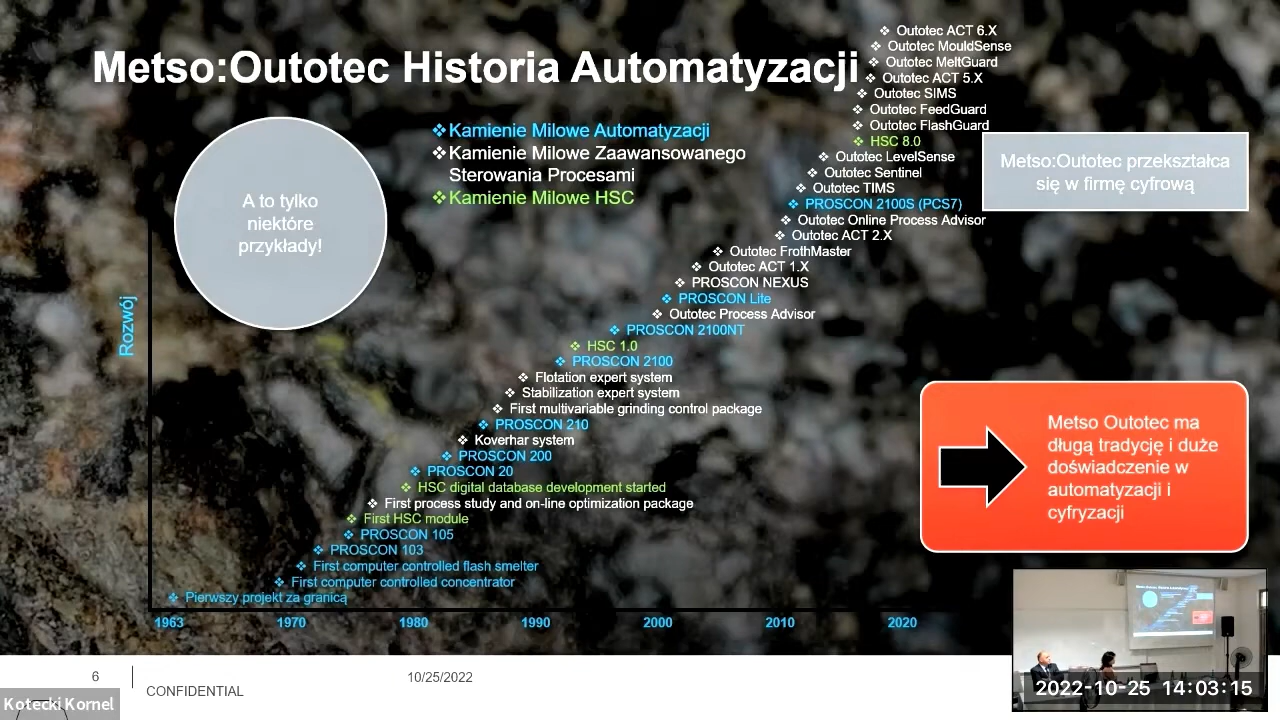 Metso:Outotec Historia Automatyzacji
A to tylko
niektóre
przykłady!
❖Kamienie Milowe Automatyzacji
❖Kamienie Milowe Zaawansowanego
Sterowania Procesami
❖Kamienie Milowe HSC
❖ Outotec ACT 6.X
❖ Outotec MouldSense
❖ Outotec MeltGuard
❖ Outotec ACT 5.X
❖ Outotec SIMS
❖ Outotec FeedGuard
❖ Outotec FlashGuard
❖ HSC 8.0
❖ Outotec LevelSense
❖ Outotec Sentinel
❖ Outotec TIMS
❖ PROSCON 2100S (PCS7)
❖ Outotec Online Process Advisor
❖ Outotec ACT 2.X
❖ Outotec FrothMaster
❖ Outotec ACT 1.X
❖ PROSCON NEXUS
❖ PROSCON Lite
❖ Outotec Process Advisor
❖ PROSCON 2100NT
❖ HSC 1.0
❖ PROSCON 2100
❖ Flotation expert system
❖ Stabilization expert system
❖ First multivariable grinding control package
❖ PROSCON 210
❖ Koverhar system
❖ PROSCON 200
❖ PROSCON 20
❖ HSC digital database development started
❖ First process study and on-line optimization package
❖ First HSC module
❖ PROSCON 105
❖ PROSCON 103
❖ First computer controlled flash smelter
❖ First computer controlled concentrator
❖ Pierwszy projekt za granicą
Metso:Outotec przekształca
się w firmę cyfrową
Rozwój
Metso Outotec ma
długą tradycję i duże
doświadczenie w
automatyzacji i
cyfryzacji
1963 1970 1980 1990 2000 2010 2020
6
10/25/2022
CONFIDENTIAL
Kotecki Kornel
2022-10-25 14:03:15